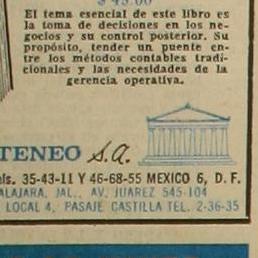 $ 45.00
El tema esencial de este libro es
la toma de decisiones en los ne-
gocios y su control posterior. Su
propósito, tender un puente en-
tre los métodos contables tradi-
cionales y las necesidades de la
gerencia operativa.
TENEO S.A.
ls. 35-43-11 Y 46-68-55 MEXICO 6, D. F.
ALAJARA, JAL., AV. JUAREZ 545-104
LOCAL 4, PASAJE CASTILLA TEL. 2-36-35